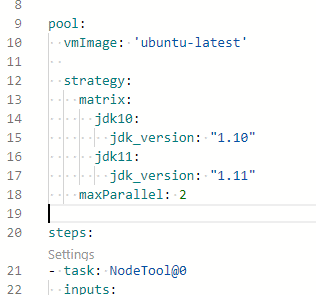 8
9 pool:
10   vmImage: 'ubuntu-latest'
11
12   strategy:
13     matrix:
14       jdk10:
15         jdk_version: "1.10"
16       jdk11:
17         jdk_version: "1.11"
18     maxParallel: 2
19
20 steps:
Settings
21 - task: NodeTool@0
22   inputs: